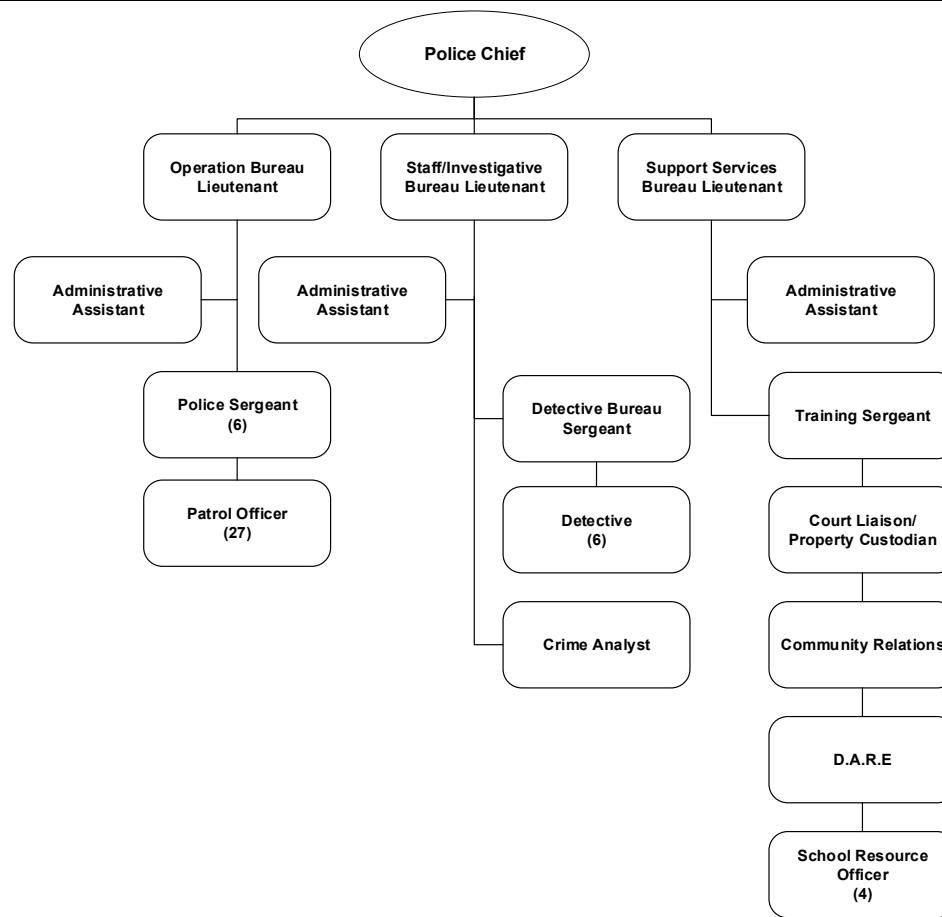 Police Chief
Operation Bureau
Lieutenant
Staff/Investigative
Bureau Lieutenant
Support Services
Bureau Lieutenant
Administrative
Assistant
Administrative
Assistant
Administrative
Assistant
Police Sergeant
(6)
Detective Bureau
Sergeant
Training Sergeant
Patrol Officer
(27)
Detective
(6)
Court Liaison/
Property Custodian
Crime Analyst
Community Relations
D.A.R.E
School Resource
Officer
(4)